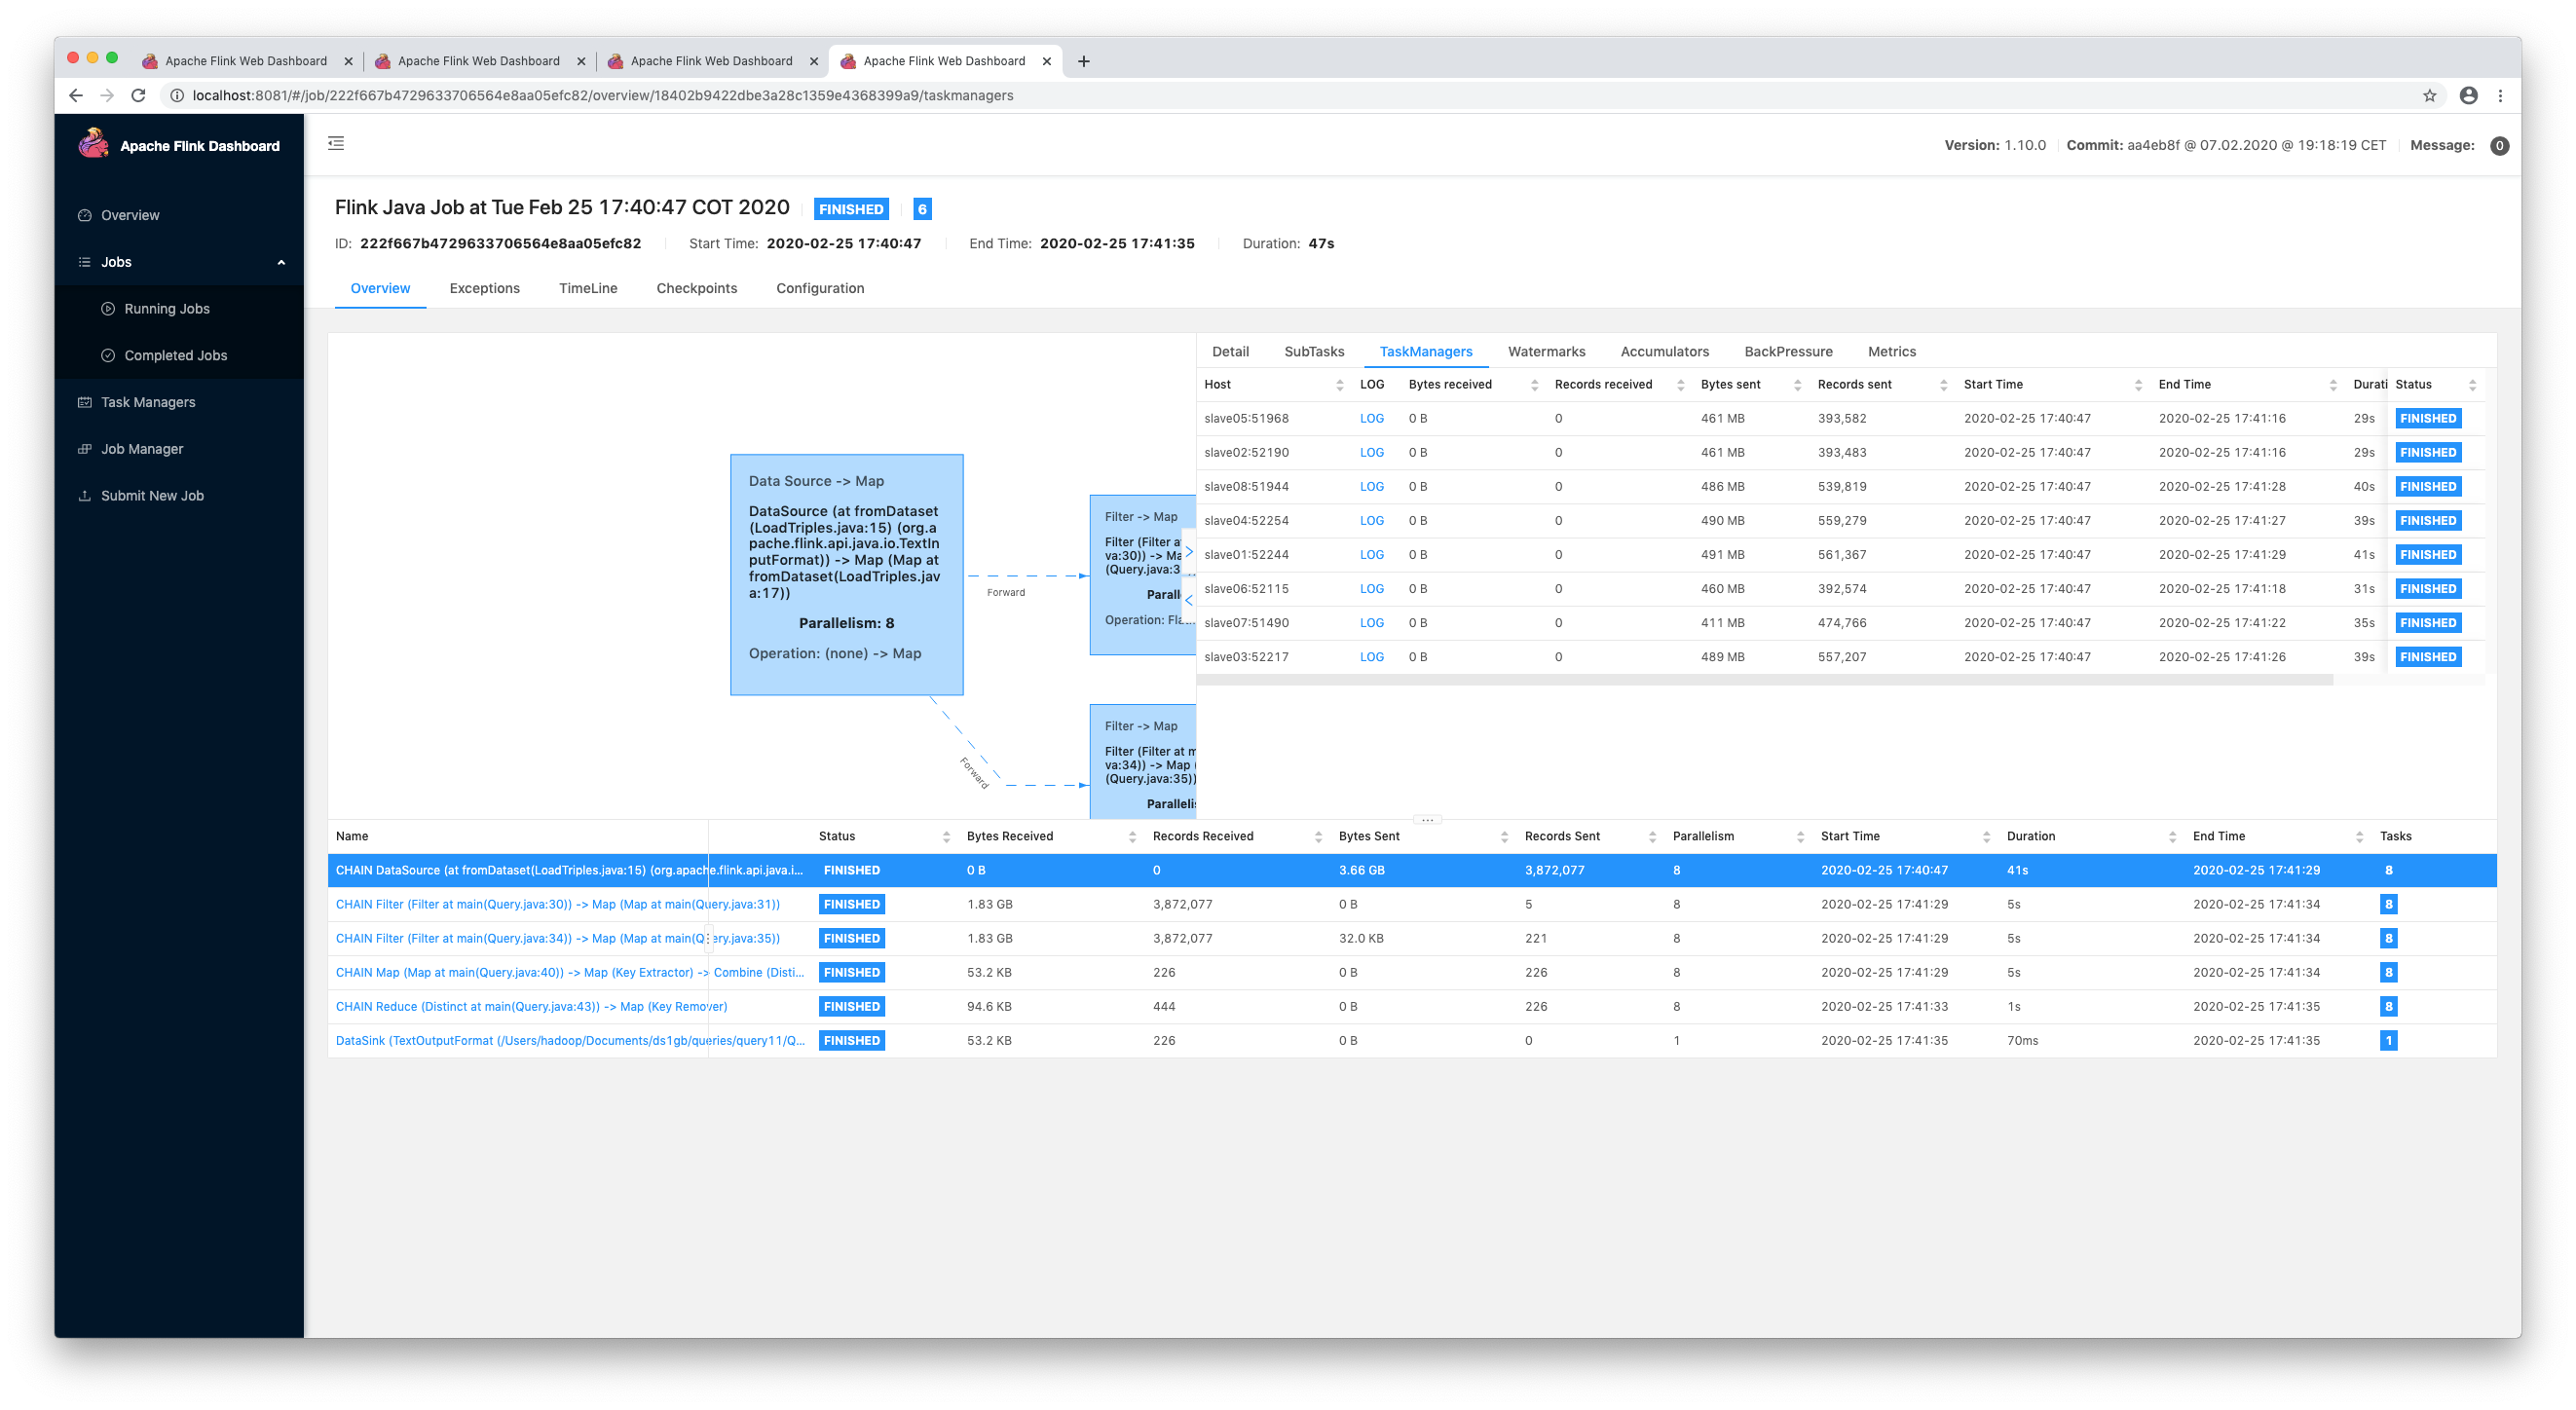 Apache Flink Web Dashboard
Apache Flink Web Dashboard
Apache Flink Web Dashboard
Apache Flink Web Dashboard
localhost:8081/#/job/222f667b4729633706564e8aa05efc82/overview/18402b9422dbe3a28c1359e4368399a9/taskmanagers
Apache Flink Dashboard
Overview
Jobs
Running Jobs
Completed Jobs
Task Managers
Job Manager
Submit New Job
Version: 1.10.0 Commit: aa4eb8f @ 07.02.2020 @ 19:18:19 CET Message: 0
Flink Java Job at Tue Feb 25 17:40:47 COT 2020 FINISHED 6
ID: 222f667b4729633706564e8aa05efc82 Start Time: 2020-02-25 17:40:47 End Time: 2020-02-25 17:41:35 Duration: 47s
Overview Exceptions TimeLine Checkpoints Configuration
Data Source -> Map
DataSource (at fromDataset
(LoadTriples.java:15) (org.a
pache.flink.api.java.io.TextIn
putFormat)) -> Map (Map at
fromDataset(LoadTriples.jav
a:17))
Parallelism: 8
Operation: (none) -> Map
Forward
Forward
Filter -> Map
Filter (Filter a
va:30)) -> Ma
(Query.java:3
Parall
Operation: Fla
Filter -> Map
Filter (Filter at m
va:34)) -> Map (
(Query.java:35))
Paralleli
Detail SubTasks TaskManagers Watermarks Accumulators BackPressure Metrics
Host LOG Bytes received Records received Bytes sent Records sent Start Time End Time Durati Status
slave05:51968 LOG 0 B 0 461 MB 393,582 2020-02-25 17:40:47 2020-02-25 17:41:16 29s FINISHED
slave02:52190 LOG 0 B 0 461 MB 393,483 2020-02-25 17:40:47 2020-02-25 17:41:16 29s FINISHED
slave08:51944 LOG 0 B 0 486 MB 539,819 2020-02-25 17:40:47 2020-02-25 17:41:28 40s FINISHED
slave04:52254 LOG 0 B 0 490 MB 559,279 2020-02-25 17:40:47 2020-02-25 17:41:27 39s FINISHED
slave01:52244 LOG 0 B 0 491 MB 561,367 2020-02-25 17:40:47 2020-02-25 17:41:29 41s FINISHED
slave06:52115 LOG 0 B 0 460 MB 392,574 2020-02-25 17:40:47 2020-02-25 17:41:18 31s FINISHED
slave07:51490 LOG 0 B 0 411 MB 474,766 2020-02-25 17:40:47 2020-02-25 17:41:22 35s FINISHED
slave03:52217 LOG 0 B 0 489 MB 557,207 2020-02-25 17:40:47 2020-02-25 17:41:26 39s FINISHED
Name Status Bytes Received Records Received Bytes Sent Records Sent Parallelism Start Time Duration End Time Tasks
CHAIN DataSource (at fromDataset(LoadTriples.java:15) (org.apache.flink.api.java.i... FINISHED 0 B 0 3.66 GB 3,872,077 8 2020-02-25 17:40:47 41s 2020-02-25 17:41:29 8
CHAIN Filter (Filter at main(Query.java:30)) -> Map (Map at main(Query.java:31)) FINISHED 1.83 GB 3,872,077 0 B 5 8 2020-02-25 17:41:29 5s 2020-02-25 17:41:34 8
CHAIN Filter (Filter at main(Query.java:34)) -> Map (Map at main(Query.java:35)) FINISHED 1.83 GB 3,872,077 32.0 KB 221 8 2020-02-25 17:41:29 5s 2020-02-25 17:41:34 8
CHAIN Map (Map at main(Query.java:40)) -> Map (Key Extractor) -> Combine (Disti... FINISHED 53.2 KB 226 0 B 226 8 2020-02-25 17:41:29 5s 2020-02-25 17:41:34 8
CHAIN Reduce (Distinct at main(Query.java:43)) -> Map (Key Remover) FINISHED 94.6 KB 444 0 B 226 8 2020-02-25 17:41:33 1s 2020-02-25 17:41:35 8
DataSink (TextOutputFormat (/Users/hadoop/Documents/ds1gb/queries/query11/Q... FINISHED 53.2 KB 226 0 B 0 1 2020-02-25 17:41:35 70ms 2020-02-25 17:41:35 1